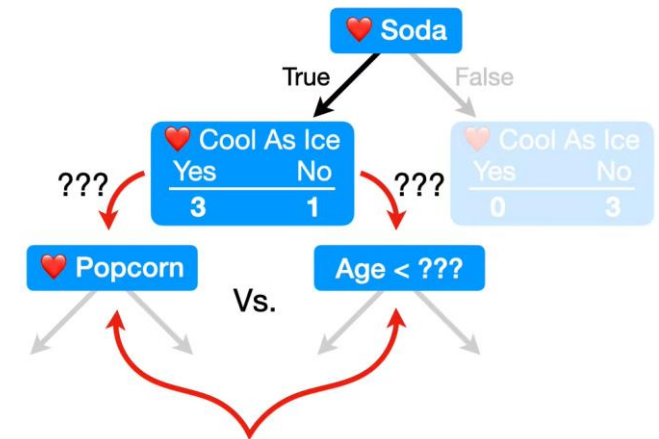 ❤️ Soda
True False
❤️ Cool As Ice
Yes No
3 1
❤️ Cool As Ice
Yes No
0 3
??? ???
❤️ Popcorn
Vs.
Age < ???